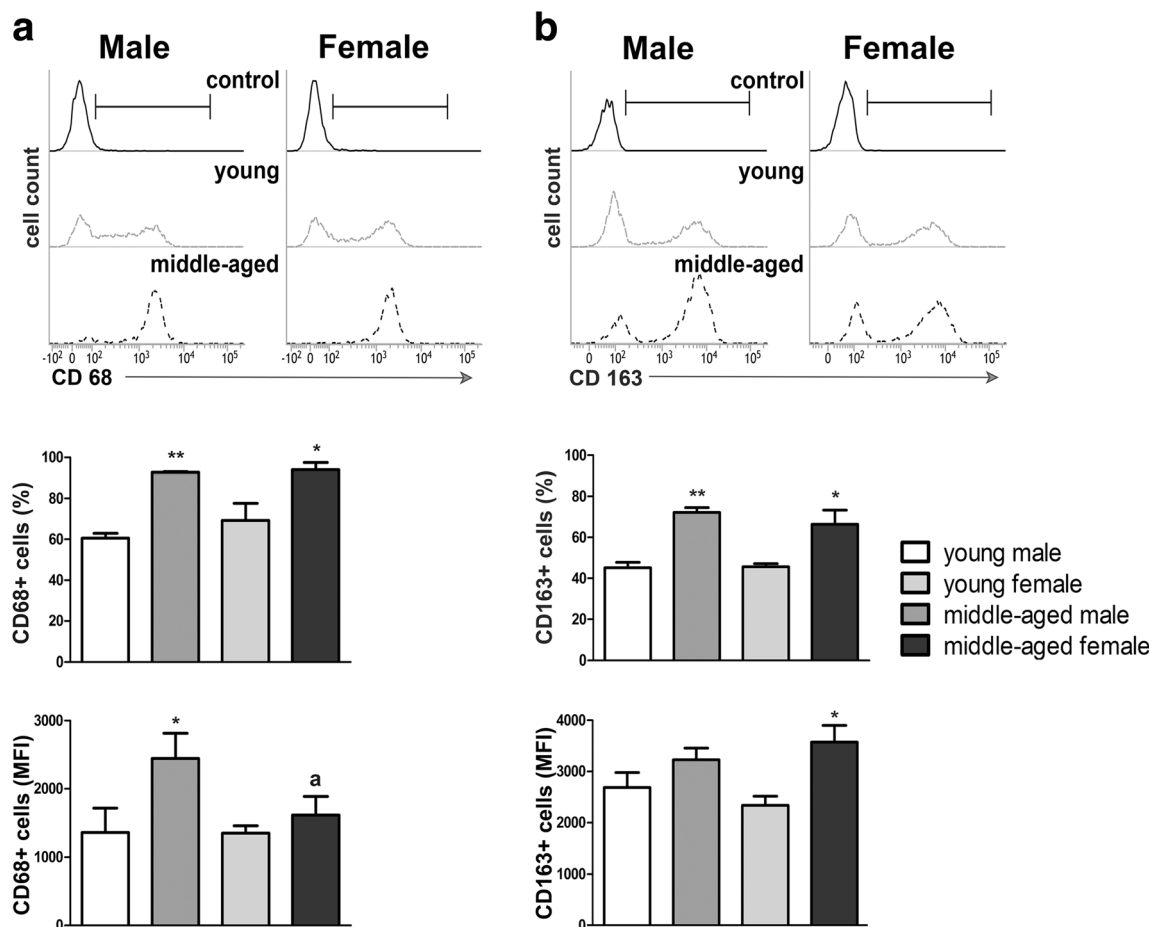 a
Male
Female
control
young
middle-aged
cell count
-10² 0 10² 10³ 10⁴ 10⁵
-10² 0 10² 10³ 10⁴ 10⁵
CD 68
b
Male
Female
control
young
middle-aged
cell count
0 10² 10³ 10⁴ 10⁵
0 10² 10³ 10⁴ 10⁵
CD 163
CD68+ cells (%)
100
80
60
40
20
0
**
*
CD163+ cells (%)
100
80
60
40
20
0
**
*
young male
young female
middle-aged male
middle-aged female
CD68+ cells (MFI)
3000
2000
1000
0
*
a
CD163+ cells (MFI)
4000
3000
2000
1000
0
*